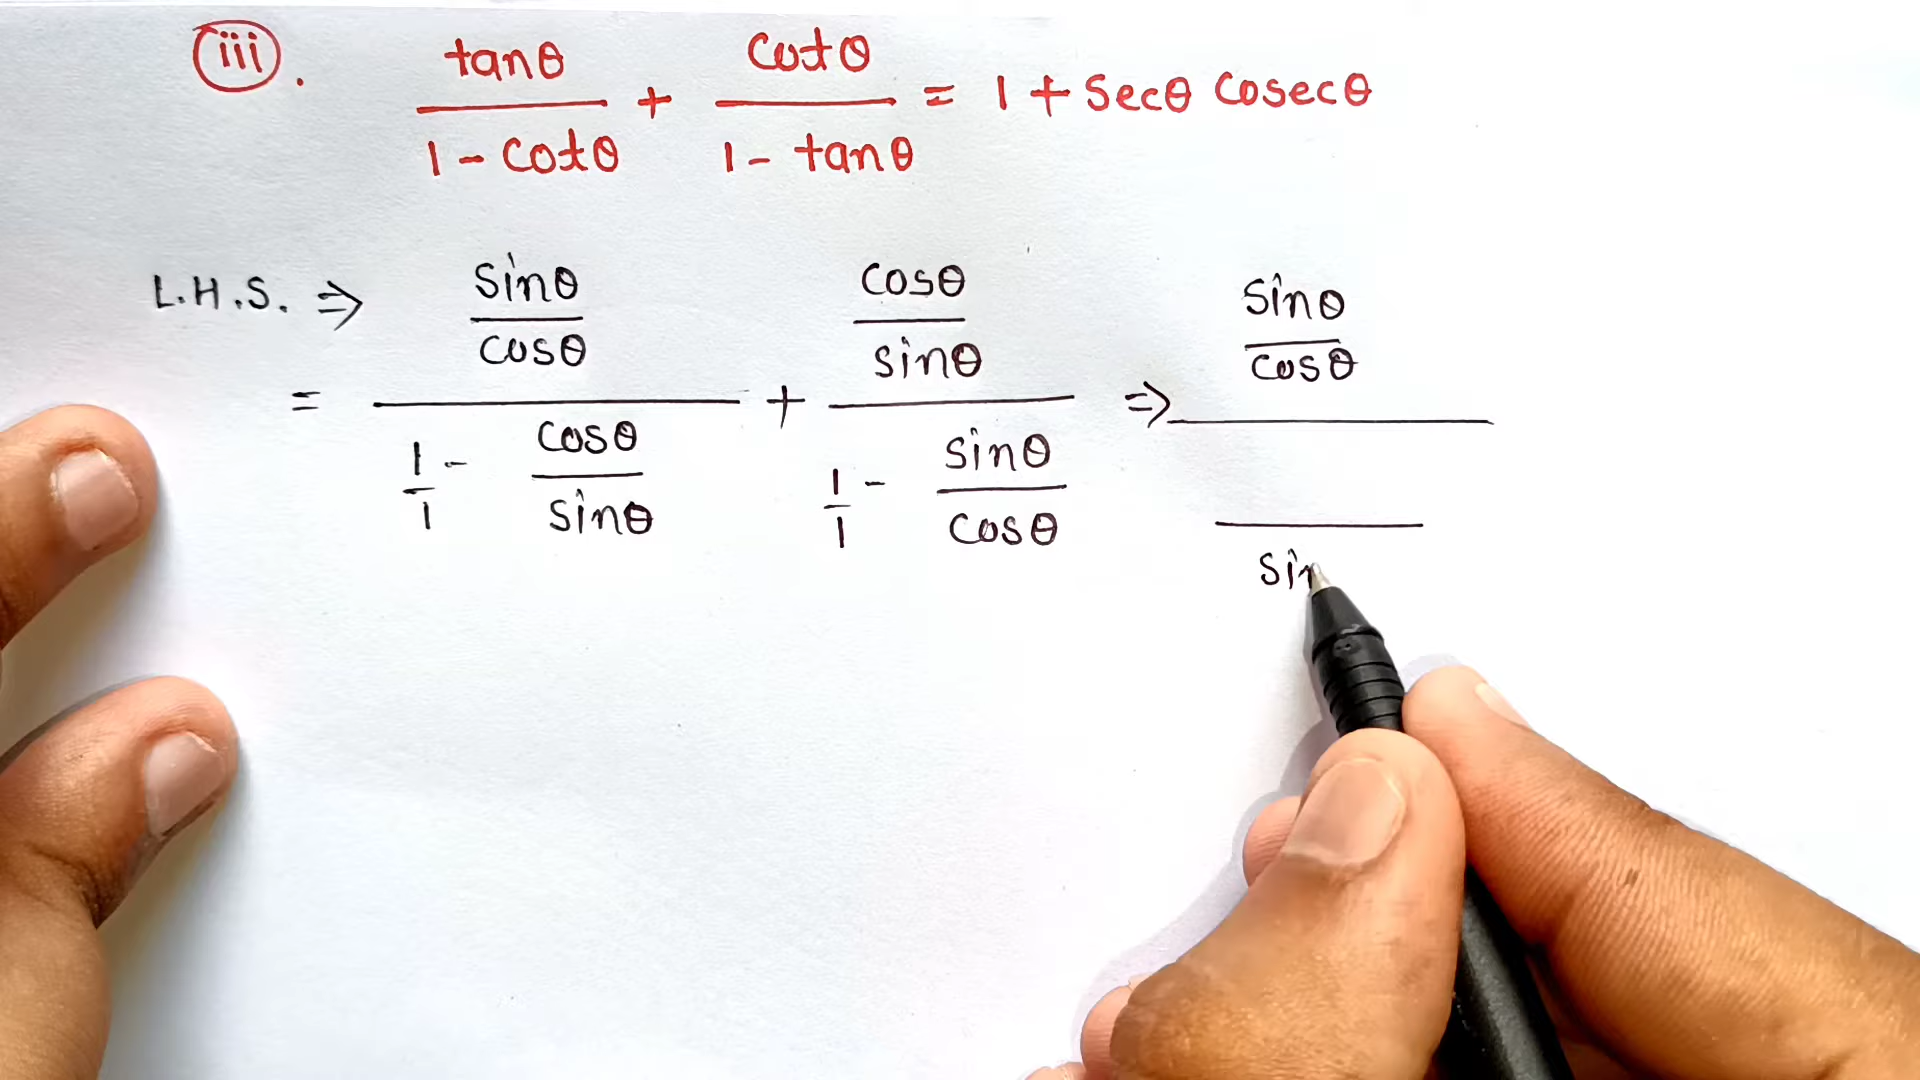 (iii). tanθ / 1 - cotθ + cotθ / 1 - tanθ = 1 + secθ cosecθ
L.H.S. ⇒
= (sinθ / cosθ) / (1/1 - cosθ / sinθ) + (cosθ / sinθ) / (1/1 - sinθ / cosθ) ⇒ (sinθ / cosθ) / ( / sin